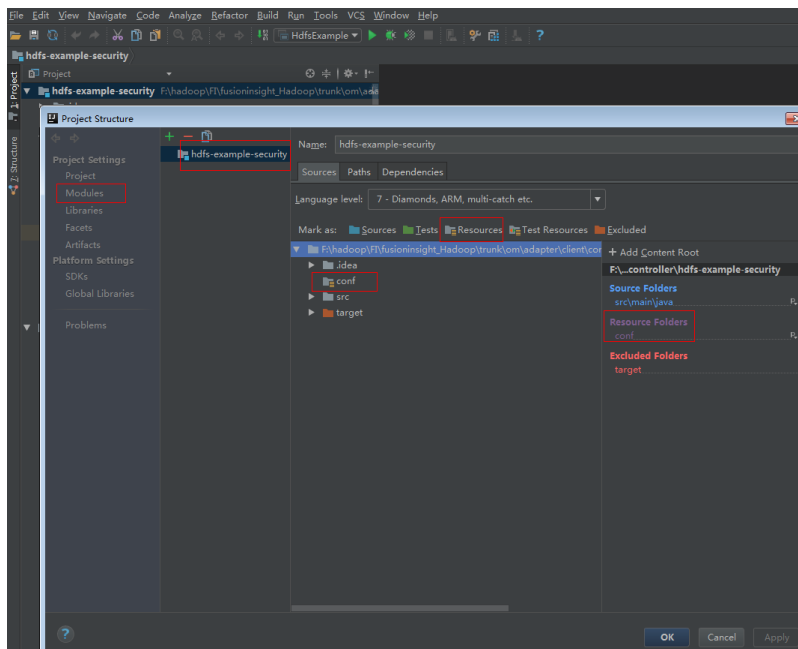 File Edit View Navigate Code Analyze Refactor Build Run Tools VCS Window Help
HdfsExample
hdfs-example-security
1: Project
Z: Structure
Project
hdfs-example-security F:\hadoop\FI\fusioninsight_Hadoop\trunk\om\ada
Project Structure
Project Settings
Project
Modules
Libraries
Facets
Artifacts
Platform Settings
SDKs
Global Libraries
Problems
hdfs-example-security
Name: hdfs-example-security
Sources Paths Dependencies
Language level: 7 - Diamonds, ARM, multi-catch etc.
Mark as: Sources Tests Resources Test Resources Excluded
F:\hadoop\FI\fusioninsight_Hadoop\trunk\om\adapter\client\cor
.idea
conf
src
target
+ Add Content Root
F:\...controller\hdfs-example-security
Source Folders
src\main\java
Resource Folders
conf
Excluded Folders
target
?
OK Cancel Apply